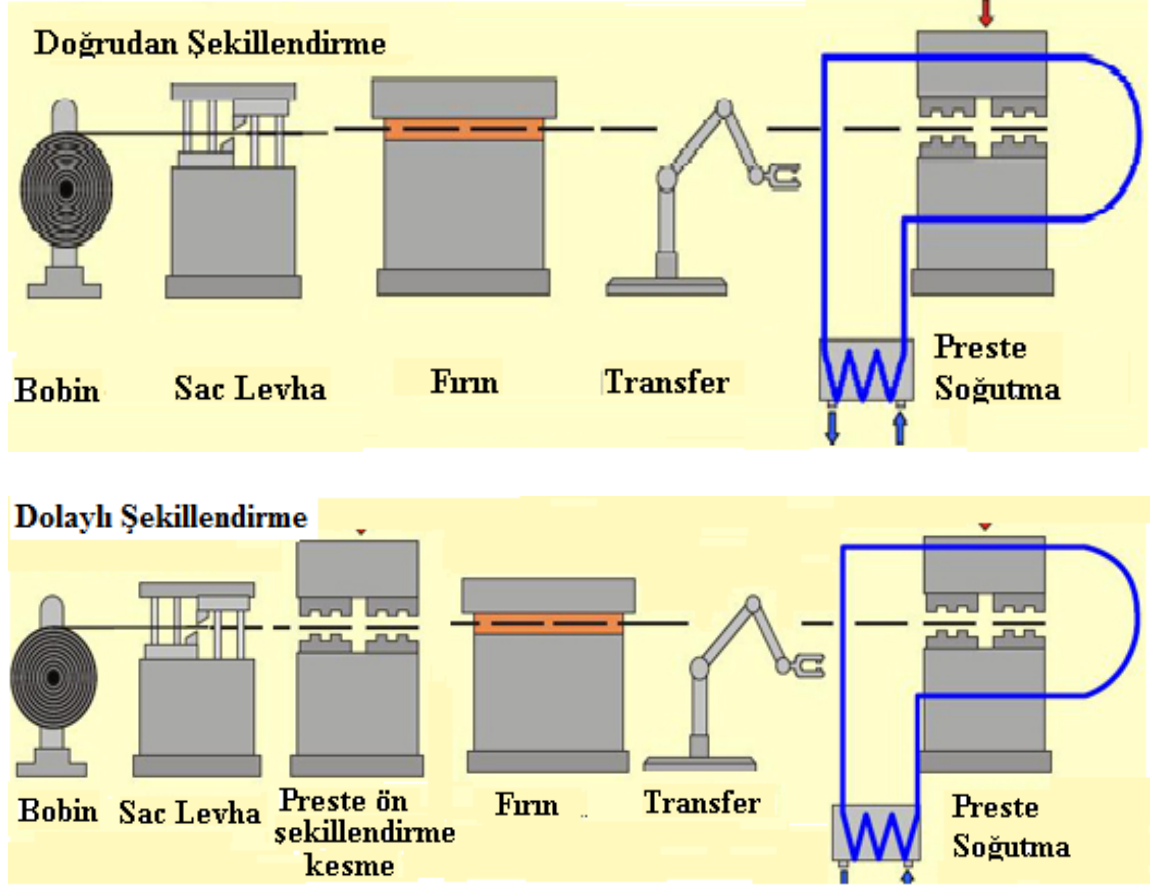 Doğrudan Şekillendirme
Bobin
Sac Levha
Fırın
Transfer
Preste
Soğutma
Dolaylı Şekillendirme
Bobin
Sac Levha
Preste ön
şekillendirme
kesme
Fırın
Transfer
Preste
Soğutma